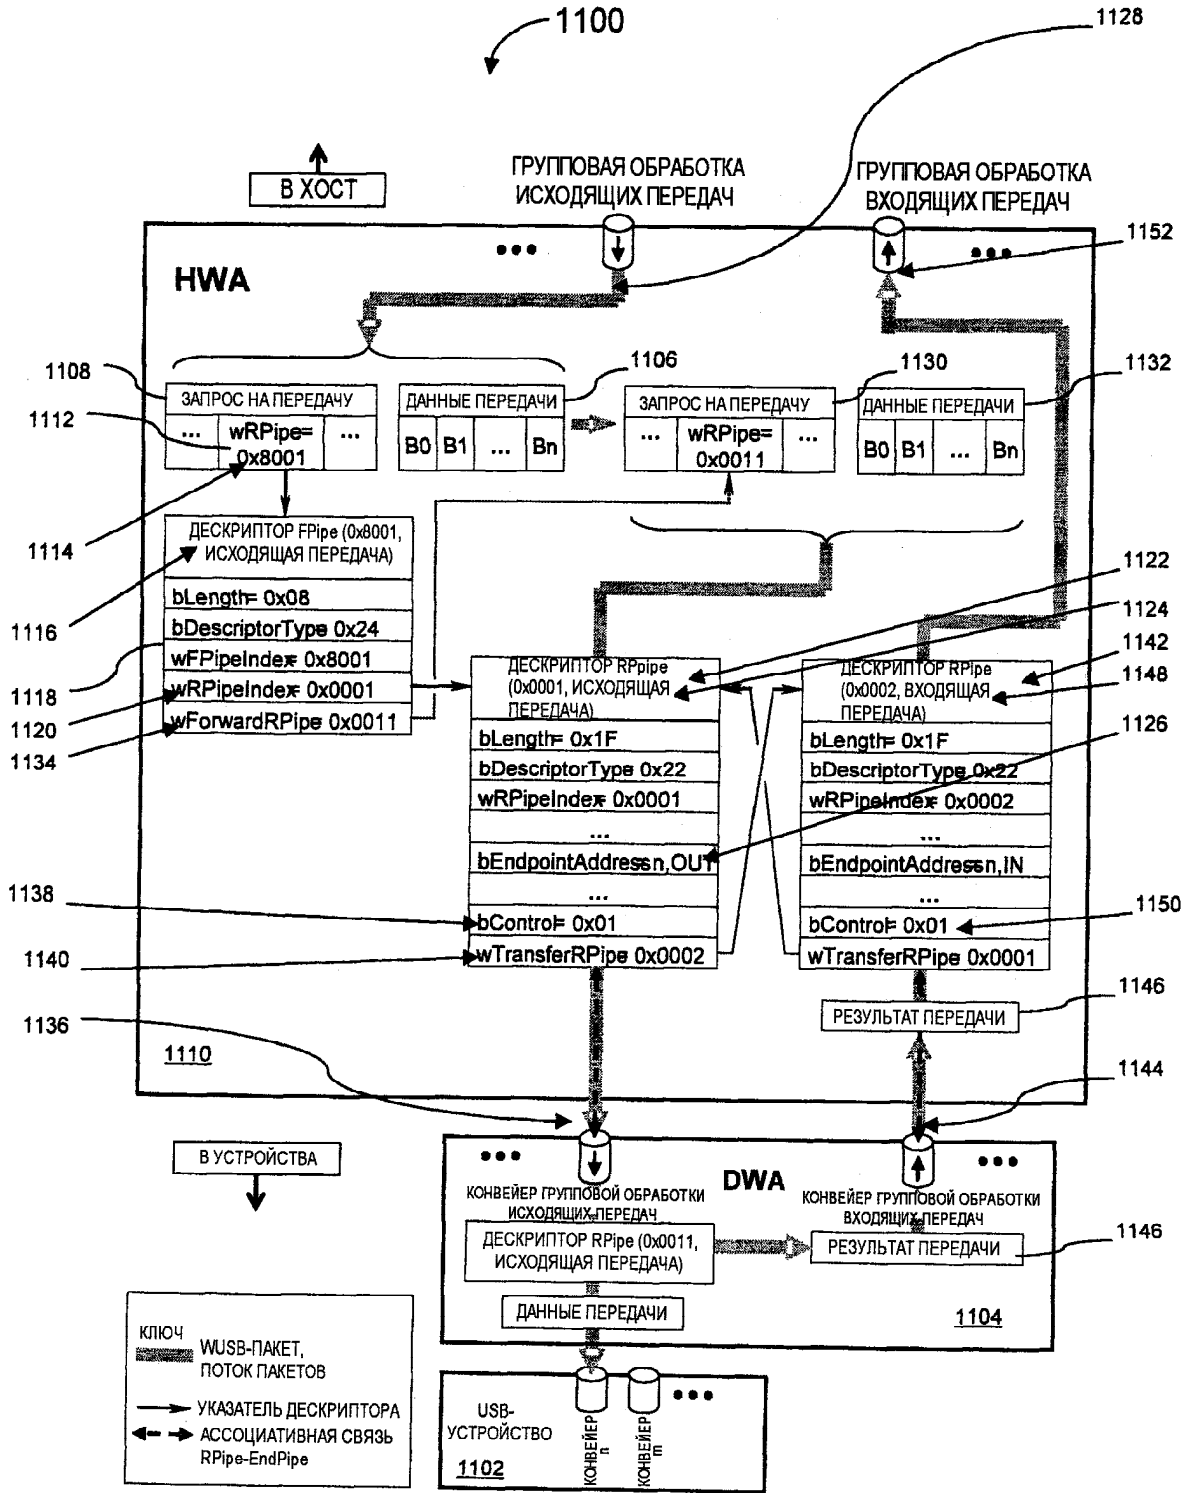 1100
1128
В ХОСТ
ГРУППОВАЯ ОБРАБОТКА
ИСХОДЯЩИХ ПЕРЕДАЧ
ГРУППОВАЯ ОБРАБОТКА
ВХОДЯЩИХ ПЕРЕДАЧ
1152
HWA
1108
1106
1130
1132
1112
ЗАПРОС НА ПЕРЕДАЧУ
... wRPipe= ...
0x8001
ДАННЫЕ ПЕРЕДАЧИ
B0 B1 ... Bn
ЗАПРОС НА ПЕРЕДАЧУ
... wRPipe= ...
0x0011
ДАННЫЕ ПЕРЕДАЧИ
B0 B1 ... Bn
1114
1116
1118
1120
1134
ДЕСКРИПТОР FPipe (0x8001,
ИСХОДЯЩАЯ ПЕРЕДАЧА)
bLength= 0x08
bDescriptorType= 0x24
wFPipeIndex= 0x8001
wRPipeIndex= 0x0001
wForwardRPipe= 0x0011
1122
1124
1142
1148
1126
ДЕСКРИПТОР RPpipe
(0x0001, ИСХОДЯЩАЯ
ПЕРЕДАЧА)
bLength= 0x1F
bDescriptorType= 0x22
wRPipeIndex= 0x0001
...
bEndpointAddress=n,OUT
...
bControl= 0x01
wTransferRPipe= 0x0002
ДЕСКРИПТОР RPipe
(0x0002, ВХОДЯЩАЯ
ПЕРЕДАЧА)
bLength= 0x1F
bDescriptorType= 0x22
wRPipeIndex= 0x0002
...
bEndpointAddress=n,IN
...
bControl= 0x01
wTransferRPipe= 0x0001
1138
1140
1150
1136
1146
РЕЗУЛЬТАТ ПЕРЕДАЧИ
1110
1144
В УСТРОЙСТВА
DWA
КОНВЕЙЕР ГРУППОВОЙ ОБРАБОТКИ
ИСХОДЯЩИХ ПЕРЕДАЧ
КОНВЕЙЕР ГРУППОВОЙ ОБРАБОТКИ
ВХОДЯЩИХ ПЕРЕДАЧ
ДЕСКРИПТОР RPipe (0x0011,
ИСХОДЯЩАЯ ПЕРЕДАЧА)
РЕЗУЛЬТАТ ПЕРЕДАЧИ
1146
ДАННЫЕ ПЕРЕДАЧИ
1104
КЛЮЧ
WUSB-ПАКЕТ,
ПОТОК ПАКЕТОВ
УКАЗАТЕЛЬ ДЕСКРИПТОРА
АССОЦИАТИВНАЯ СВЯЗЬ
RPipe-EndPipe
USB-
УСТРОЙСТВО
1102
КОНВЕЙЕР n
КОНВЕЙЕР m